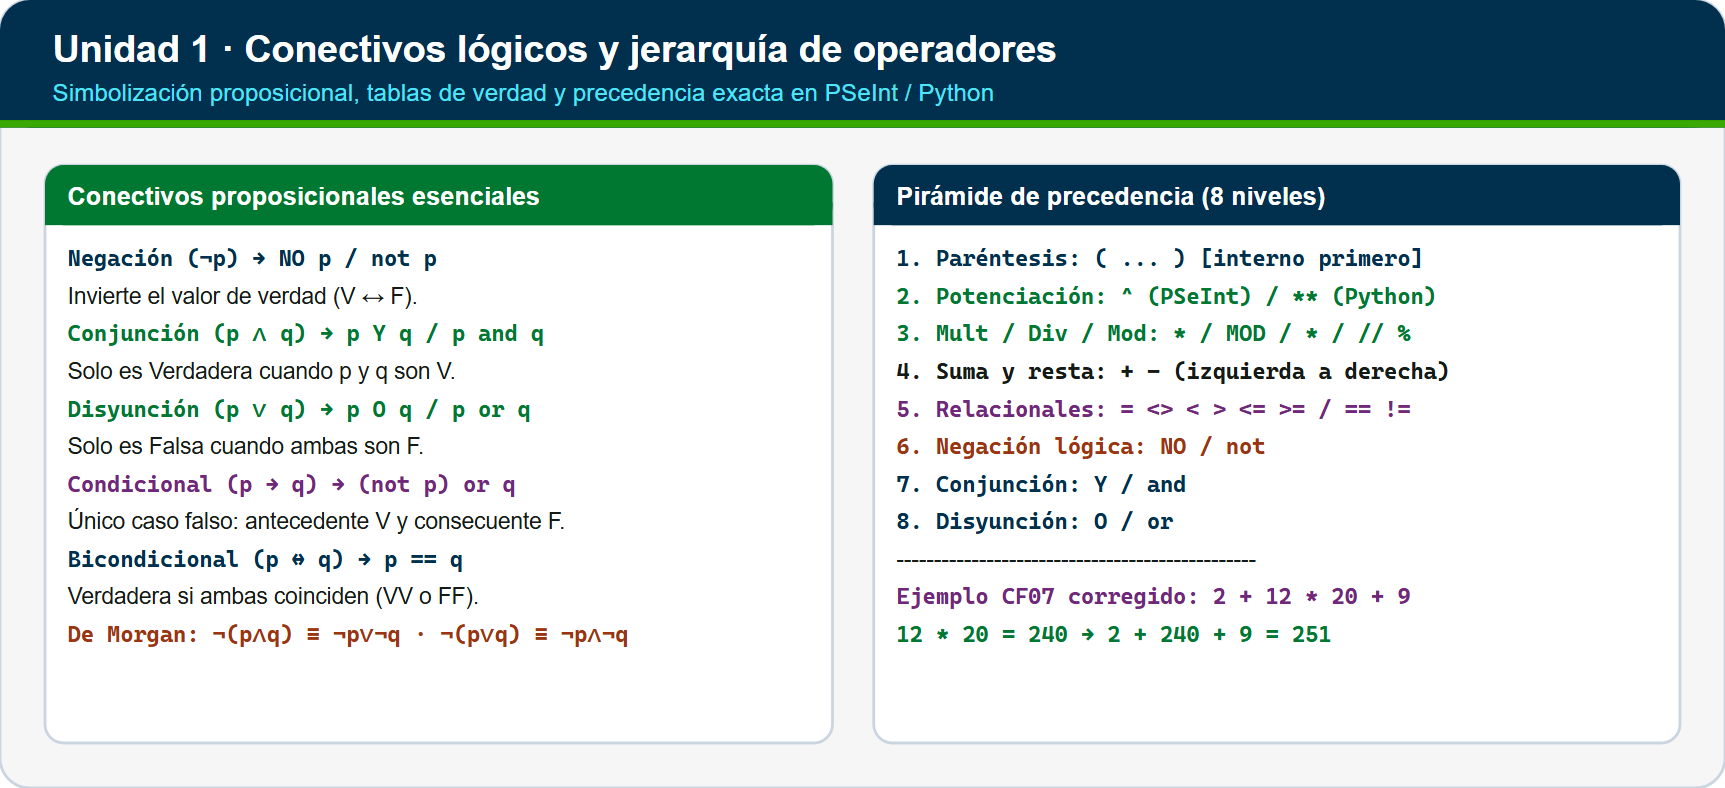 Unidad 1 · Conectivos lógicos y jerarquía de operadores
Simbolización proposicional, tablas de verdad y precedencia exacta en PSeInt / Python
Conectivos proposicionales esenciales
Negación (¬p) → NO p / not p
Invierte el valor de verdad (V ↔ F).
Conjunción (p ∧ q) → p Y q / p and q
Solo es Verdadera cuando p y q son V.
Disyunción (p ∨ q) → p O q / p or q
Solo es Falsa cuando ambas son F.
Condicional (p → q) → (not p) or q
Único caso falso: antecedente V y consecuente F.
Bicondicional (p ↔ q) → p == q
Verdadera si ambas coinciden (VV o FF).
De Morgan: ¬(p∧q) ≡ ¬p∨¬q · ¬(p∨q) ≡ ¬p∧¬q
Pirámide de precedencia (8 niveles)
1. Paréntesis: ( ... ) [interno primero]
2. Potenciación: ^ (PSeInt) / ** (Python)
3. Mult / Div / Mod: * / MOD / * / // %
4. Suma y resta: + − (izquierda a derecha)
5. Relacionales: = <> < > <= >= / == !=
6. Negación lógica: NO / not
7. Conjunción: Y / and
8. Disyunción: O / or
------------------------------------------------
Ejemplo CF07 corregido: 2 + 12 * 20 + 9
12 * 20 = 240 → 2 + 240 + 9 = 251